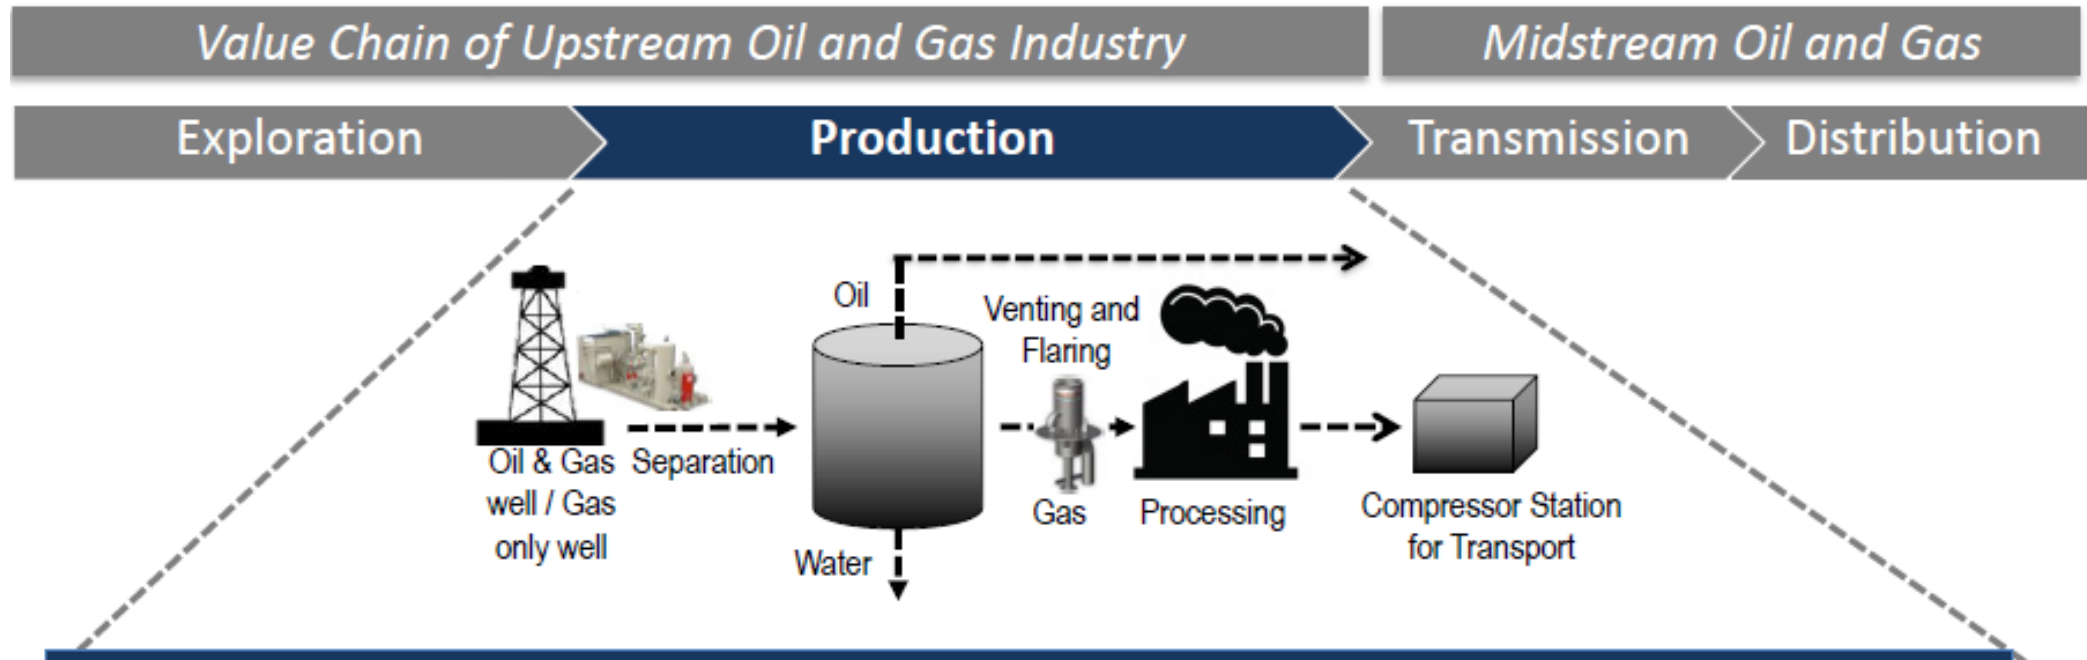 Value Chain of Upstream Oil and Gas Industry
Midstream Oil and Gas
Exploration
Production
Transmission
Distribution
Oil
Venting and
Flaring
Oil & Gas
well / Gas
only well
Separation
Water
Gas
Processing
Compressor Station
for Transport